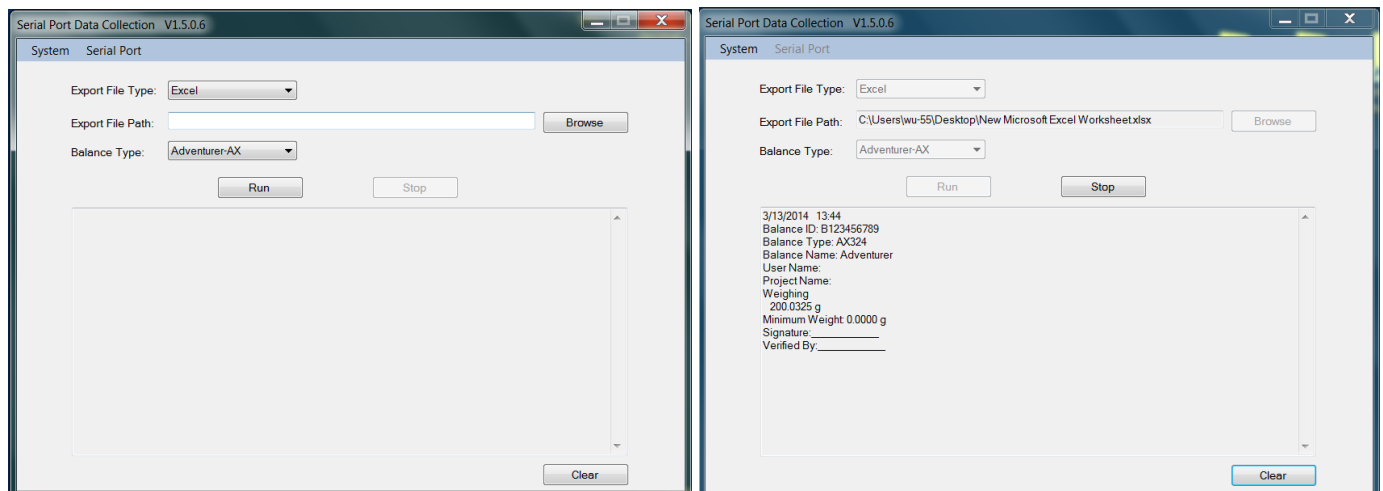 Serial Port Data Collection V1.5.0.6
System Serial Port
Export File Type: Excel
Export File Path: Browse
Balance Type: Adventurer-AX
Run Stop
Clear
Serial Port Data Collection V1.5.0.6
System Serial Port
Export File Type: Excel
Export File Path: C:\Users\wu-55\Desktop\New Microsoft Excel Worksheet.xlsx Browse
Balance Type: Adventurer-AX
Run Stop
3/13/2014 13:44
Balance ID: B123456789
Balance Type: AX324
Balance Name: Adventurer
User Name:
Project Name:
Weighing
200.0325 g
Minimum Weight: 0.0000 g
Signature:____________
Verified By:____________
Clear